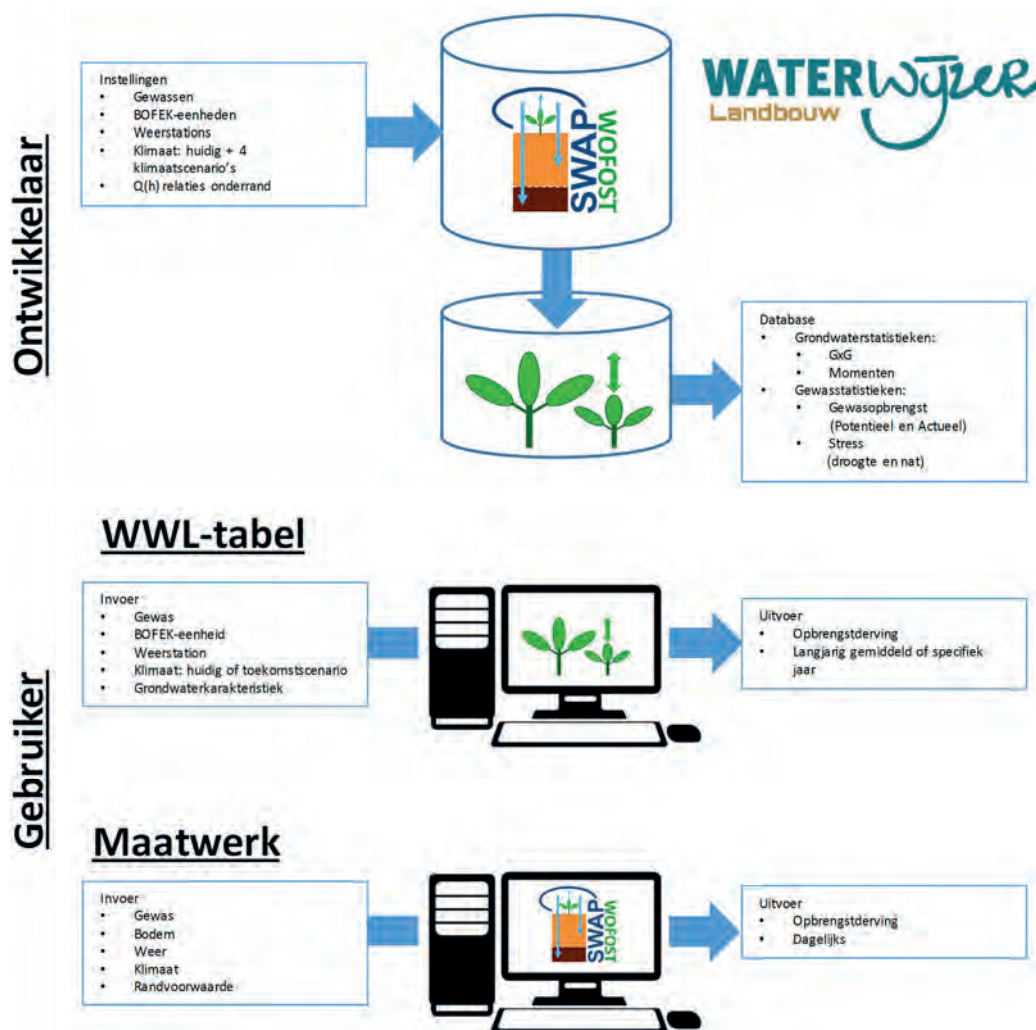 WATERWijzer
Landbouw
Ontwikkelaar
Instellingen
• Gewassen
• BOFEK-eenheden
• Weerstations
• Klimaat: huidig + 4
klimaatscenario's
• Q(h) relaties onderrand
SWAP
WOFOST
Database
• Grondwaterstatistieken:
• GxG
• Momenten
• Gewasstatistieken:
• Gewasopbrengst
(Potentieel en Actueel)
• Stress
(droogte en nat)
Gebruiker
WWL-tabel
Invoer
• Gewas
• BOFEK-eenheid
• Weerstation
• Klimaat: huidig of toekomstscenario
• Grondwaterkarakteristiek
Uitvoer
• Opbrengstderving
• Langjarig gemiddeld of specifiek
jaar
Maatwerk
Invoer
• Gewas
• Bodem
• Weer
• Klimaat
• Randvoorwaarde
SWAP
WOFOST
Uitvoer
• Opbrengstderving
• Dagelijks